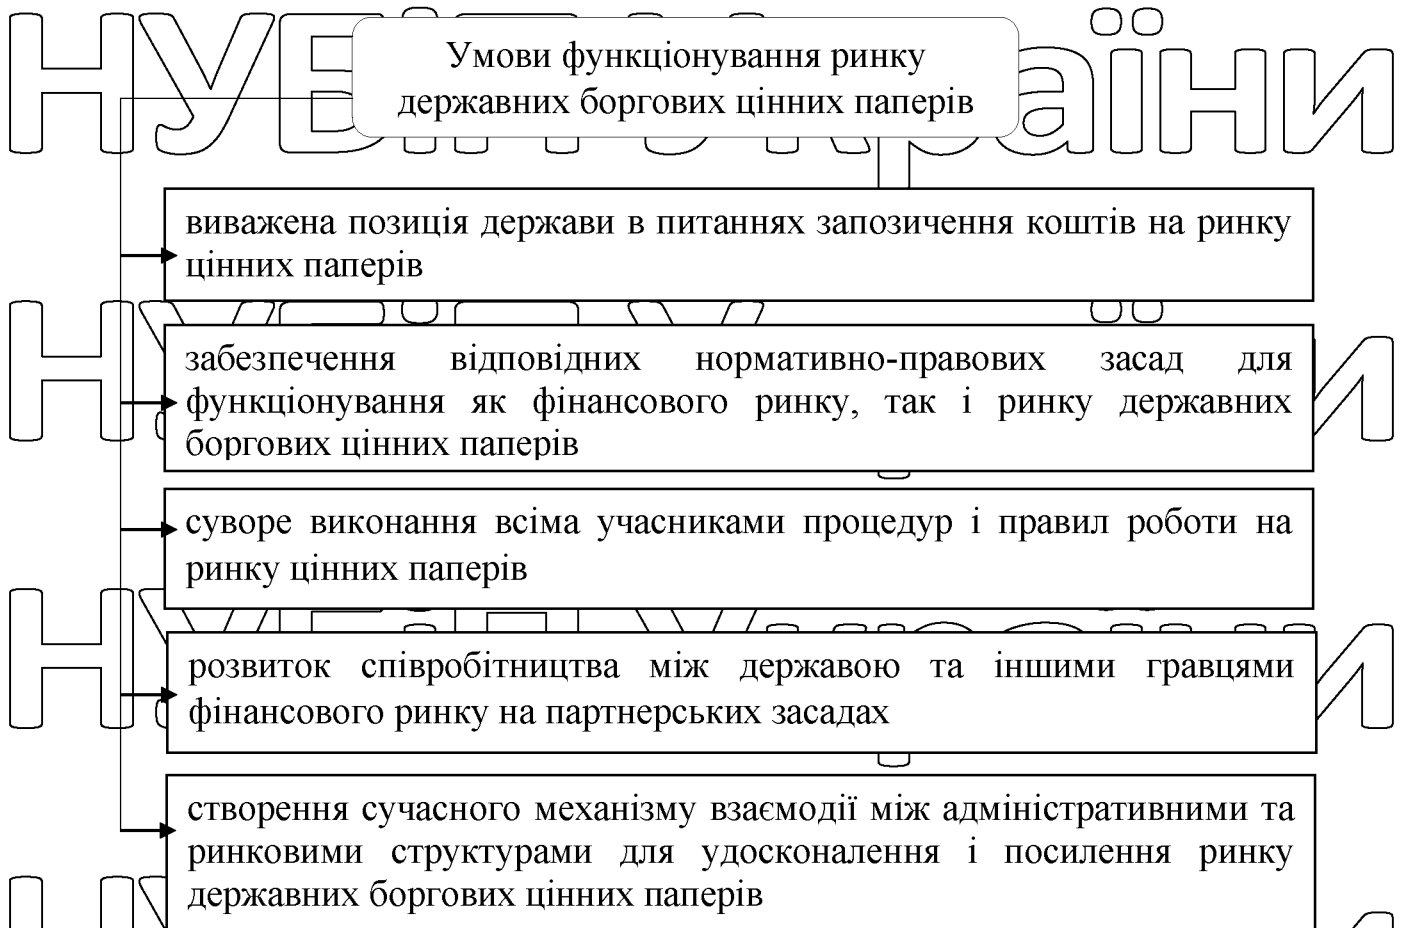 НУБіП України
Умови функціонування ринку
державних боргових цінних паперів
виважена позиція держави в питаннях запозичення коштів на ринку
цінних паперів
забезпечення відповідних нормативно-правових засад для
функціонування як фінансового ринку, так і ринку державних
боргових цінних паперів
суворе виконання всіма учасниками процедур і правил роботи на
ринку цінних паперів
розвиток співробітництва між державою та іншими гравцями
фінансового ринку на партнерських засадах
створення сучасного механізму взаємодії між адміністративними та
ринковими структурами для удосконалення і посилення ринку
державних боргових цінних паперів